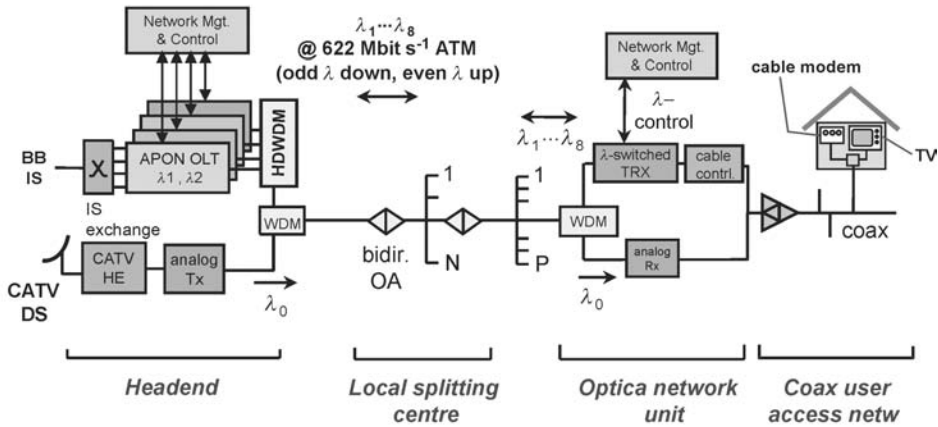 Network Mgt.
& Control
λ1···λ8
@ 622 Mbit s-1 ATM
(odd λ down, even λ up)
Network Mgt.
& Control
cable modem
λ–
control
λ1···λ8
HDWDM
BB
IS
X
APON OLT
λ1 , λ2
λ-switched
TRX
cable
contrl.
TV
IS
exchange
WDM
1
1
WDM
CATV
HE
analog
Tx
bidir.
OA
N
P
analog
Rx
coax
CATV
DS
λ0
λ0
Headend
Local splitting
centre
Optica network
unit
Coax user
access netw